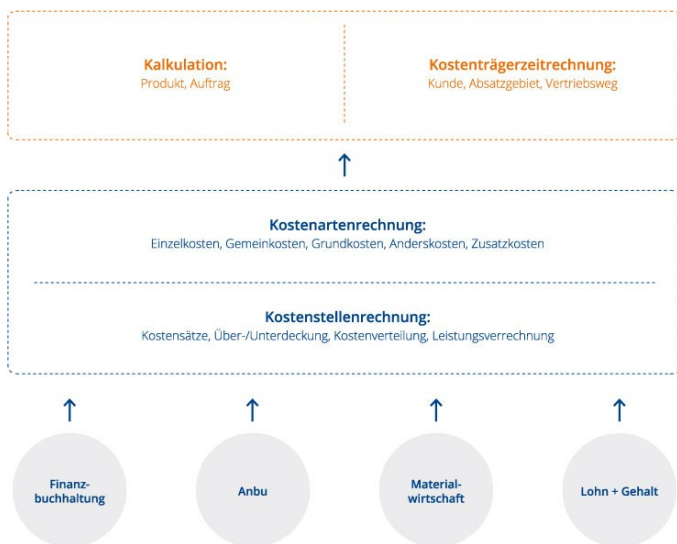 Kalkulation:
Produkt, Auftrag
Kostenträgerzeitrechnung:
Kunde, Absatzgebiet, Vertriebsweg
Kostenartenrechnung:
Einzelkosten, Gemeinkosten, Grundkosten, Anderskosten, Zusatzkosten
Kostenstellenrechnung:
Kostensätze, Über-/Unterdeckung, Kostenverteilung, Leistungsverrechnung
Finanz-
buchhaltung
Anbu
Material-
wirtschaft
Lohn + Gehalt